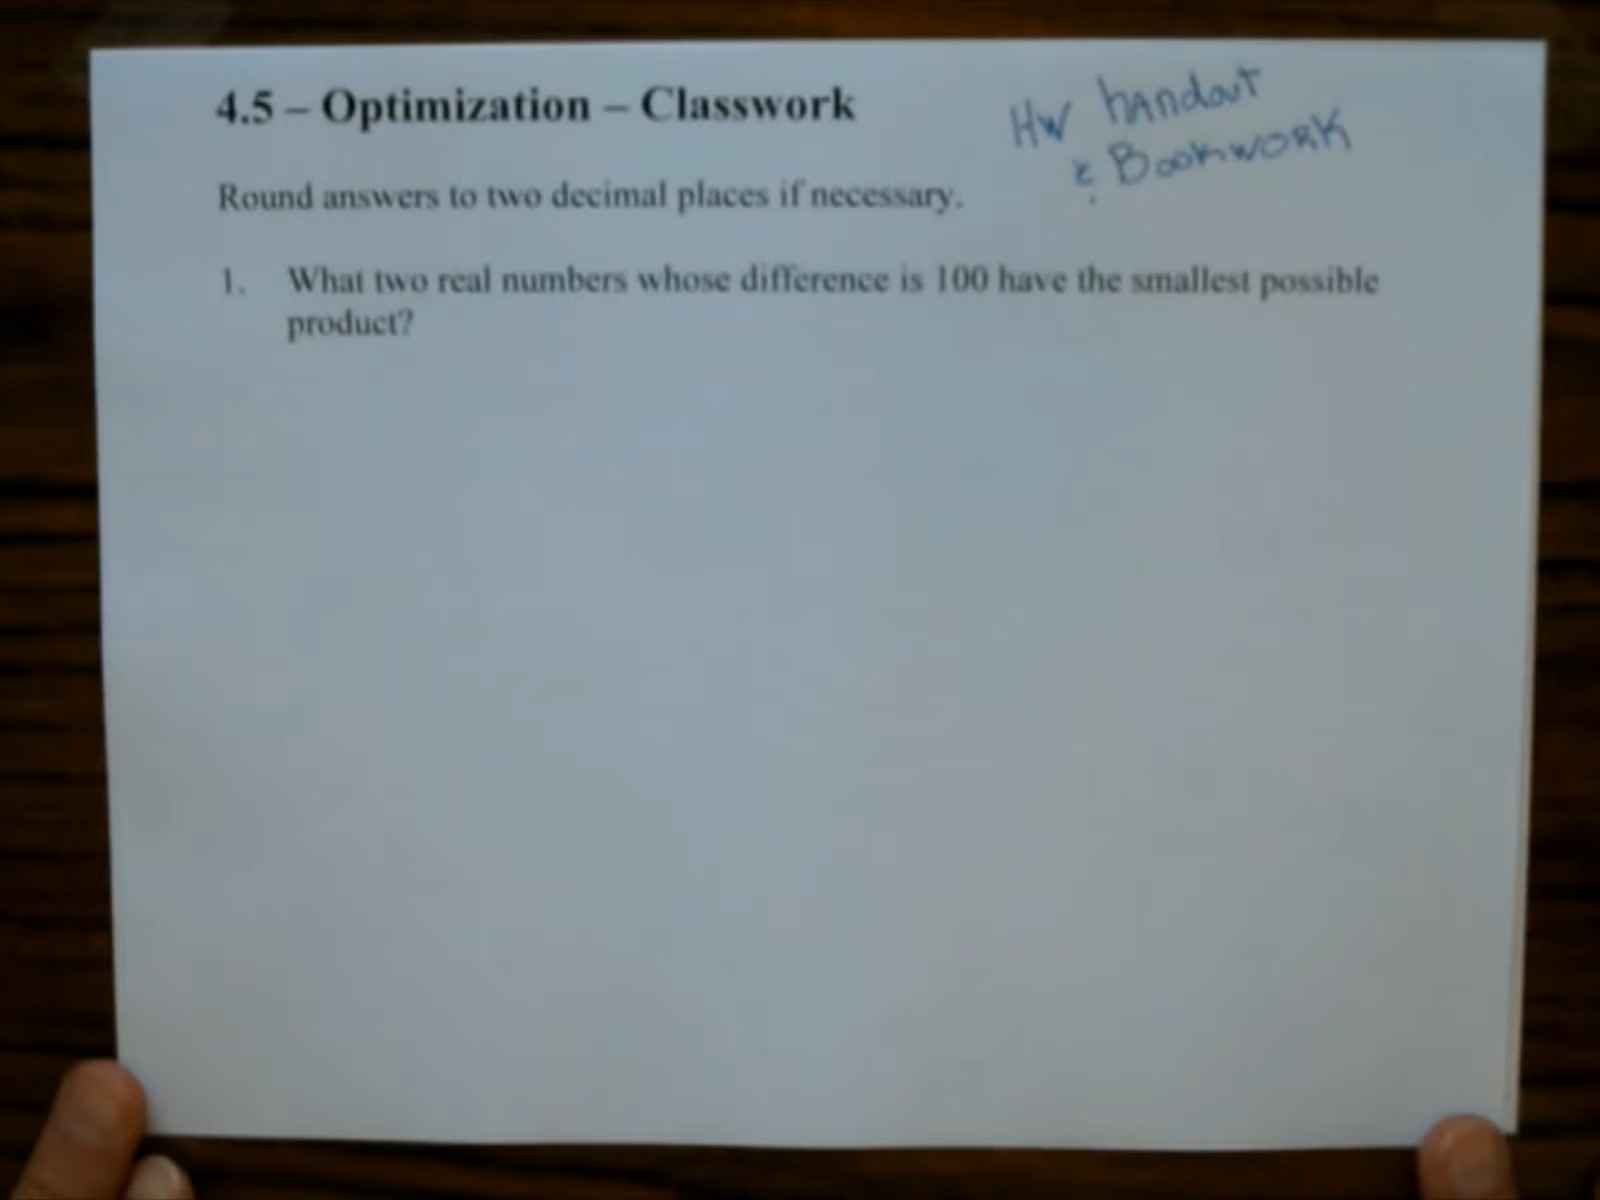 4.5 – Optimization – Classwork
HW handout
& Bookwork
Round answers to two decimal places if necessary.
1. What two real numbers whose difference is 100 have the smallest possible
product?